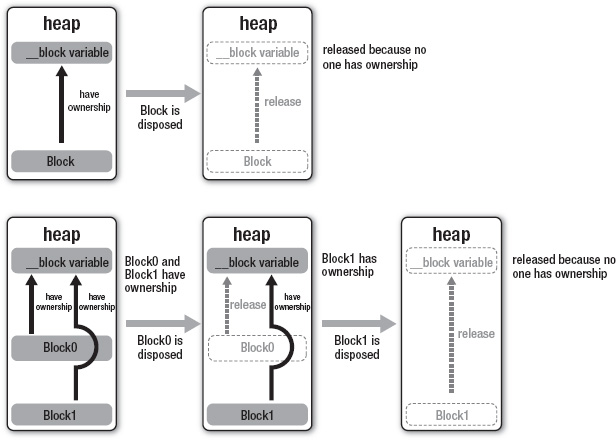 heap
__block variable
have
ownership
Block
Block is
disposed
heap
__block variable
release
Block
released because no
one has ownership
heap
__block variable
have
ownership
have
ownership
Block0
Block1
Block0 and
Block1 have
ownership
Block0 is
disposed
heap
__block variable
release
have
ownership
Block0
Block1
Block1 has
ownership
Block1 is
disposed
heap
__block variable
release
Block1
released because no
one has ownership